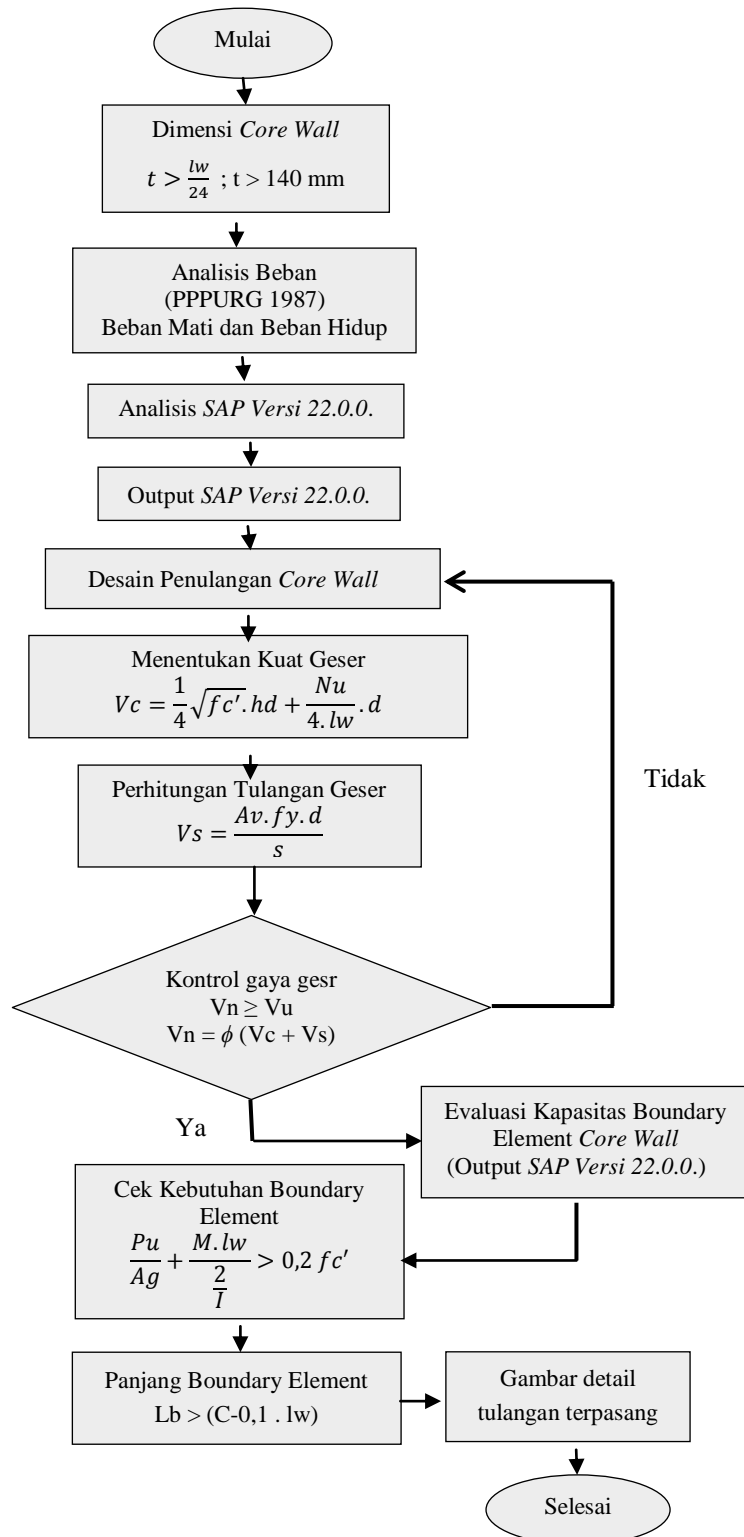 Mulai
Dimensi Core Wall
t > lw/24 ; t > 140 mm
Analisis Beban
(PPPURG 1987)
Beban Mati dan Beban Hidup
Analisis SAP Versi 22.0.0.
Output SAP Versi 22.0.0.
Desain Penulangan Core Wall
Menentukan Kuat Geser
Vc = 1/4 √fc′. hd + Nu/4. lw . d
Tidak
Perhitungan Tulangan Geser
Vs = Av. fy. d/s
Kontrol gaya gesr
Vn ≥ Vu
Vn = ϕ (Vc + Vs)
Ya
Evaluasi Kapasitas Boundary
Element Core Wall
(Output SAP Versi 22.0.0.)
Cek Kebutuhan Boundary
Element
Pu/Ag + M. lw/(2/I) > 0,2 fc′
Panjang Boundary Element
Lb > (C-0,1 . lw)
Gambar detail
tulangan terpasang
Selesai